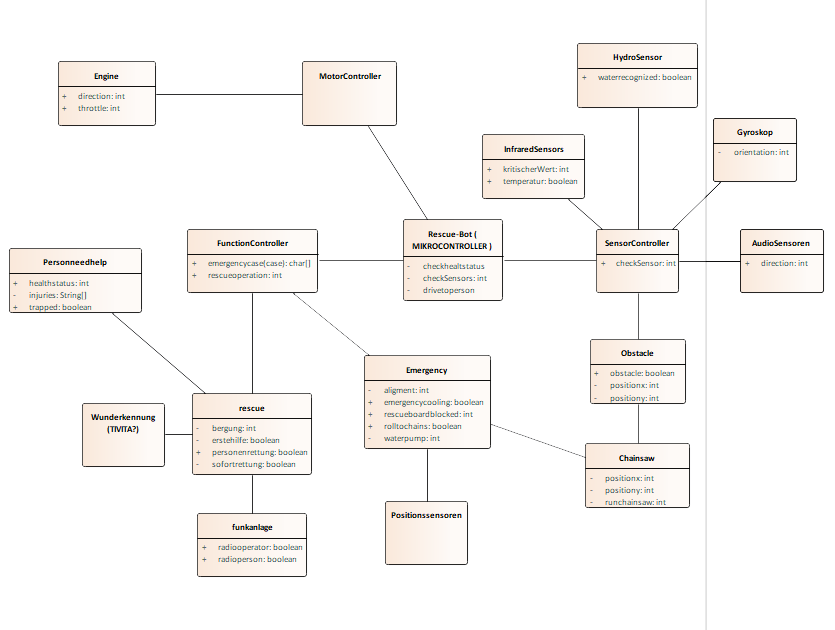 HydroSensor
+ waterrecognized: boolean
Engine
+ direction: int
+ throttle: int
MotorController
Gyroskop
- orientation: int
InfraredSensors
+ kritischerWert: int
+ temperatur: boolean
Rescue-Bot (
MIKROCONTROLLER )
- checkhealtstatus
- checkSensors: int
- drivetoperson
FunctionController
+ emergencycase(case): char[]
+ rescueoperation: int
SensorController
+ checkSensor: int
AudioSensoren
+ direction: int
Personneedhelp
+ healthstatus: int
- injuries: String[]
+ trapped: boolean
Obstacle
+ obstacle: boolean
- positionx: int
- positiony: int
Emergency
- aligment: int
+ emergencycooling: boolean
+ rescueboardblocked: int
+ rolltochains: boolean
- waterpump: int
rescue
- bergung: int
- erstehilfe: boolean
+ personenrettung: boolean
- sofortrettung: boolean
Wunderkennung
(TIVITA?)
Chainsaw
- positionx: int
- positiony: int
- runchainsaw: int
Positionssensoren
funkanlage
+ radiooperator: boolean
+ radioperson: boolean